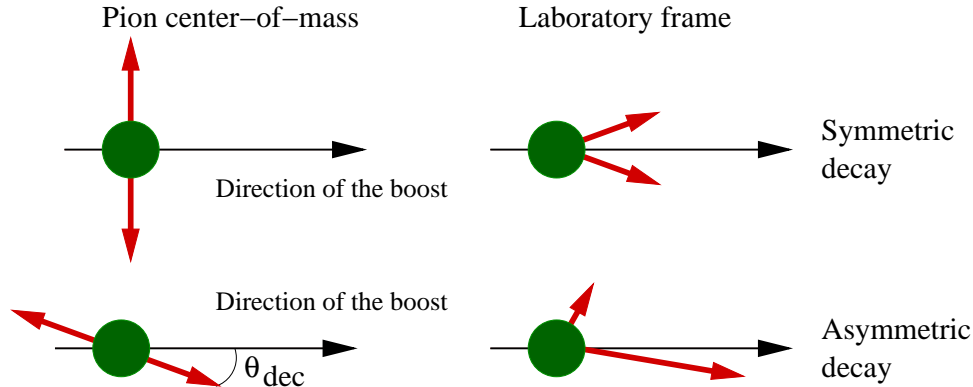 Pion center−of−mass
Laboratory frame
Direction of the boost
Symmetric
decay
Direction of the boost
θdec
Asymmetric
decay